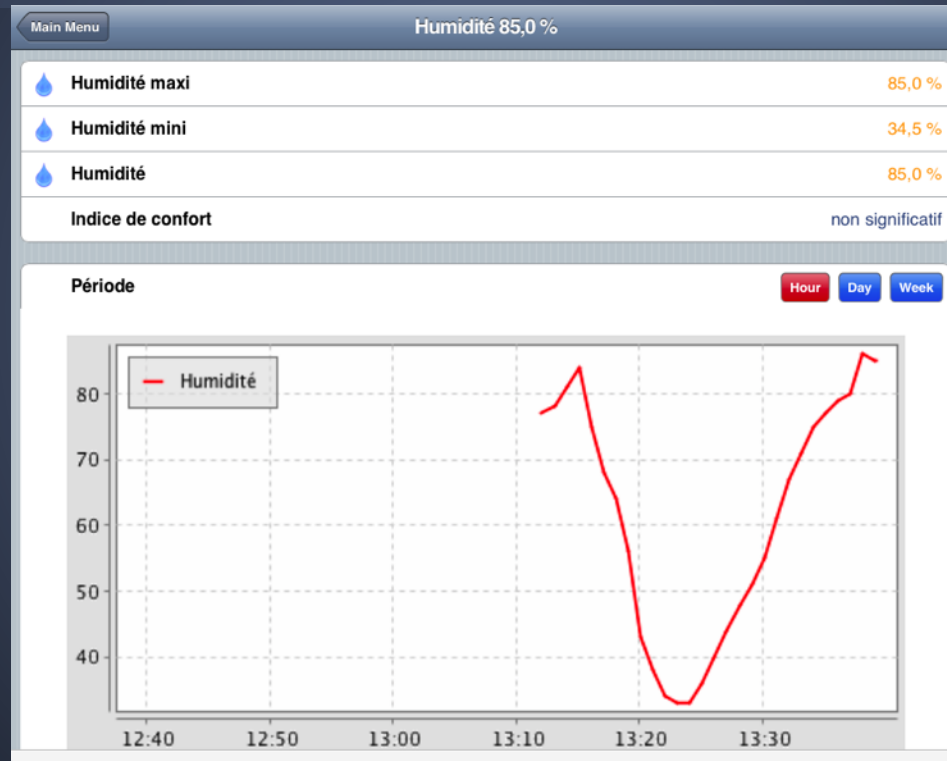 Main Menu
Humidité 85,0 %
Humidité maxi 85,0 %
Humidité mini 34,5 %
Humidité 85,0 %
Indice de confort non significatif
Période Hour Day Week
Humidité
80
70
60
50
40
12:40 12:50 13:00 13:10 13:20 13:30